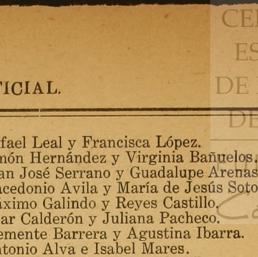 CE
ES
DE
DE
FICIAL.
fael Leal y Francisca López.
món Hernández y Virginia Bañuelos.
an José Serrano y Guadalupe Arenas
acedonio Avila y María de Jesús Soto
áximo Galindo y Reyes Castillo.
ar Calderón y Juliana Pacheco.
emente Barrera y Agustina Ibarra.
ntonio Alva e Isabel Mares.